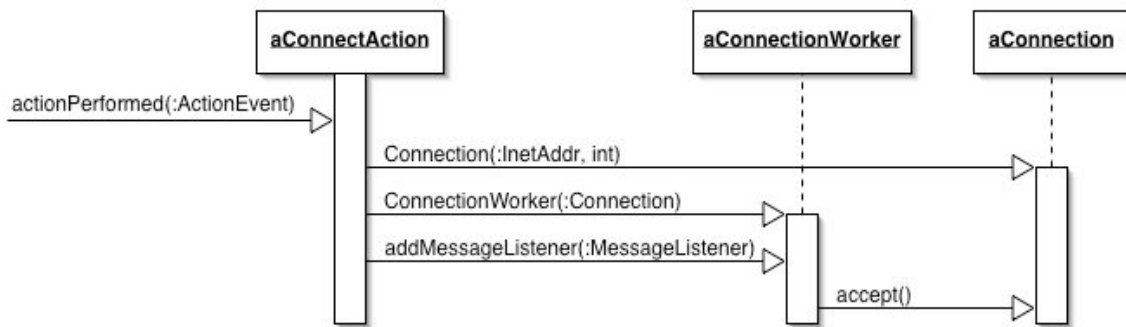 aConnectAction
aConnectionWorker
aConnection
actionPerformed(:ActionEvent)
Connection(:InetAddr, int)
ConnectionWorker(:Connection)
addMessageListener(:MessageListener)
accept()